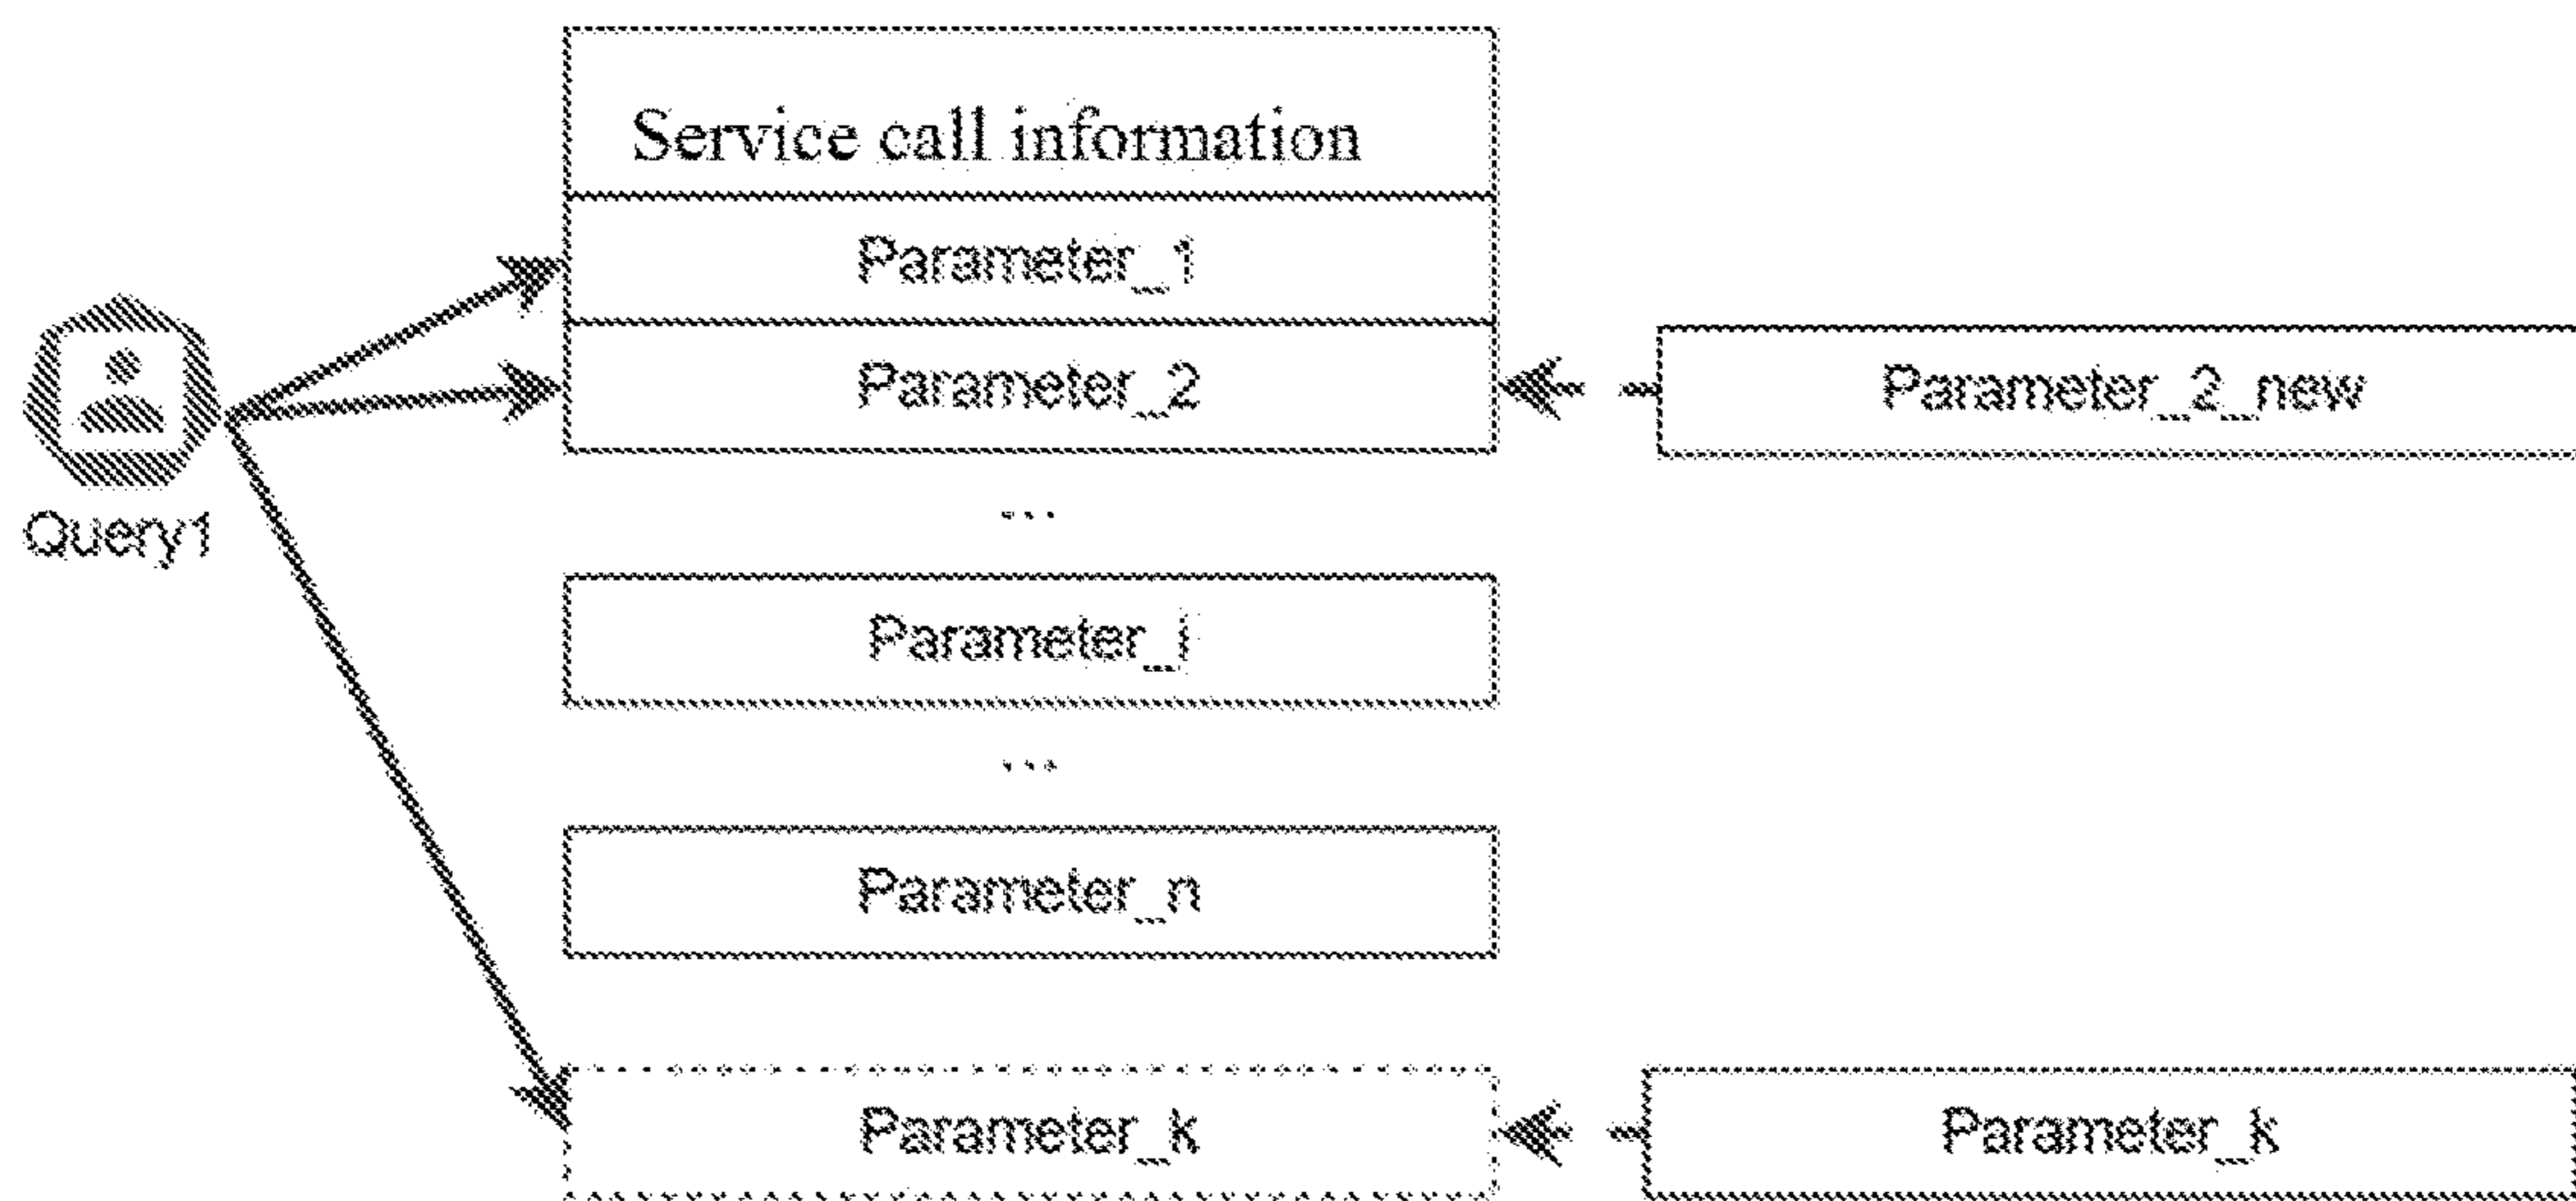 Service call information
Parameter_1
Parameter_2
Parameter_2_new
Query1
...
Parameter_i
...
Parameter_n
Parameter_k
Parameter_k